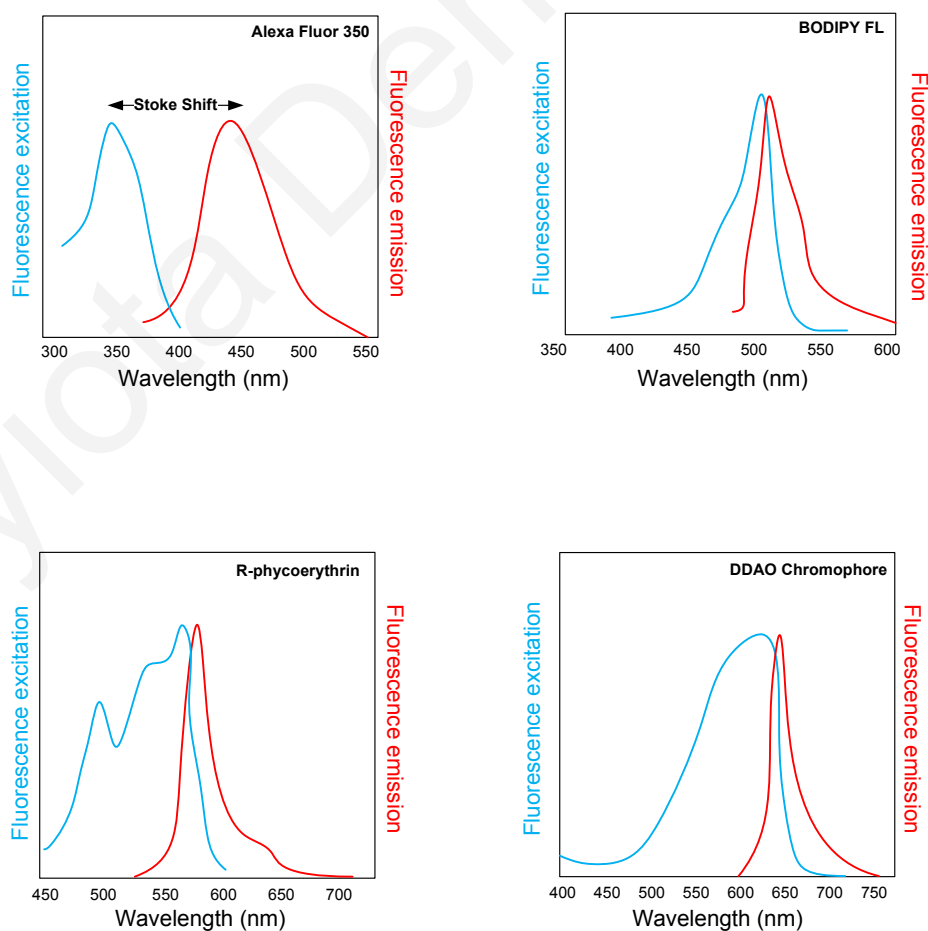 Alexa Fluor 350
Stoke Shift
Fluorescence excitation
Fluorescence emission
300 350 400 450 500 550
Wavelength (nm)
BODIPY FL
Fluorescence excitation
Fluorescence emission
350 400 450 500 550 600
Wavelength (nm)
R-phycoerythrin
Fluorescence excitation
Fluorescence emission
450 500 550 600 650 700
Wavelength (nm)
DDAO Chromophore
Fluorescence excitation
Fluorescence emission
400 450 500 550 600 650 700 750
Wavelength (nm)